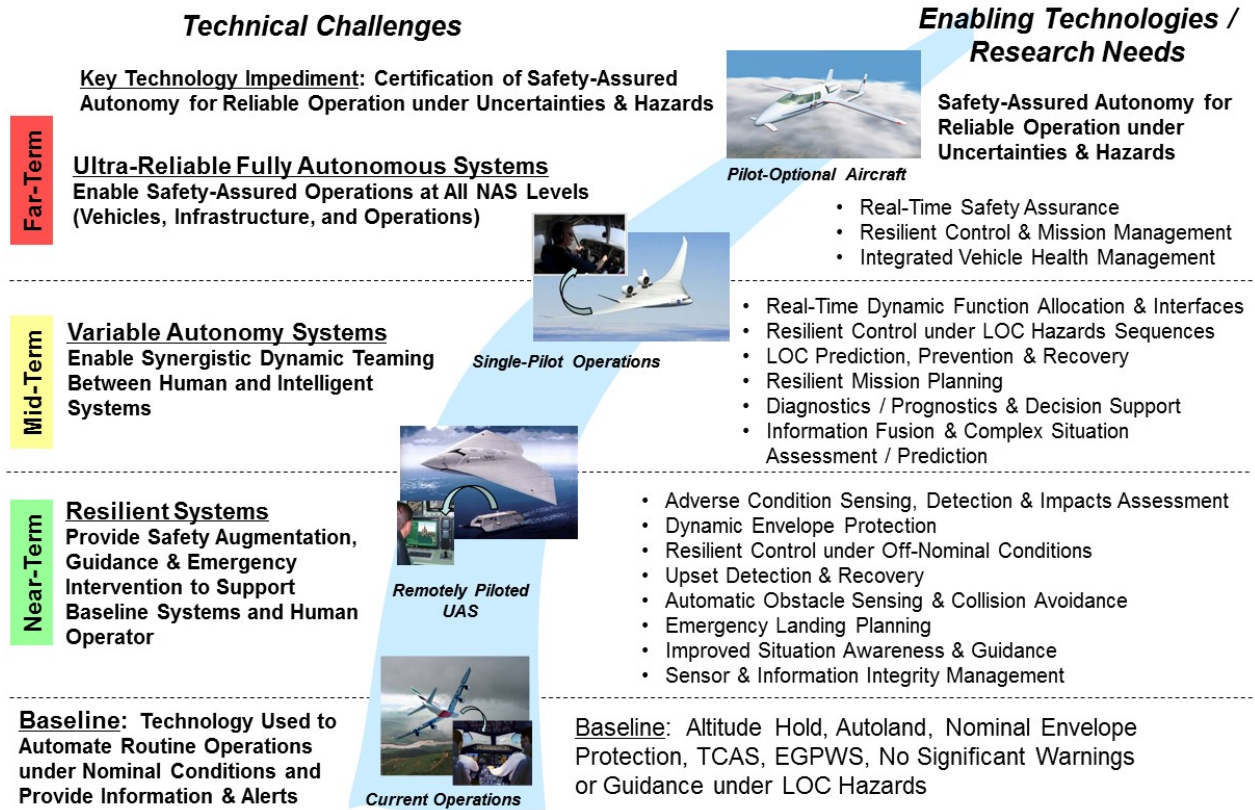 Technical Challenges
Enabling Technologies /
Research Needs
Key Technology Impediment: Certification of Safety-Assured
Autonomy for Reliable Operation under Uncertainties & Hazards
Far-Term
Ultra-Reliable Fully Autonomous Systems
Enable Safety-Assured Operations at All NAS Levels
(Vehicles, Infrastructure, and Operations)
Pilot-Optional Aircraft
Safety-Assured Autonomy for
Reliable Operation under
Uncertainties & Hazards
• Real-Time Safety Assurance
• Resilient Control & Mission Management
• Integrated Vehicle Health Management
Mid-Term
Variable Autonomy Systems
Enable Synergistic Dynamic Teaming
Between Human and Intelligent
Systems
Single-Pilot Operations
• Real-Time Dynamic Function Allocation & Interfaces
• Resilient Control under LOC Hazards Sequences
• LOC Prediction, Prevention & Recovery
• Resilient Mission Planning
• Diagnostics / Prognostics & Decision Support
• Information Fusion & Complex Situation
Assessment / Prediction
Near-Term
Resilient Systems
Provide Safety Augmentation,
Guidance & Emergency
Intervention to Support
Baseline Systems and Human
Operator
Remotely Piloted
UAS
• Adverse Condition Sensing, Detection & Impacts Assessment
• Dynamic Envelope Protection
• Resilient Control under Off-Nominal Conditions
• Upset Detection & Recovery
• Automatic Obstacle Sensing & Collision Avoidance
• Emergency Landing Planning
• Improved Situation Awareness & Guidance
• Sensor & Information Integrity Management
Baseline: Technology Used to
Automate Routine Operations
under Nominal Conditions and
Provide Information & Alerts
Current Operations
Baseline: Altitude Hold, Autoland, Nominal Envelope
Protection, TCAS, EGPWS, No Significant Warnings
or Guidance under LOC Hazards